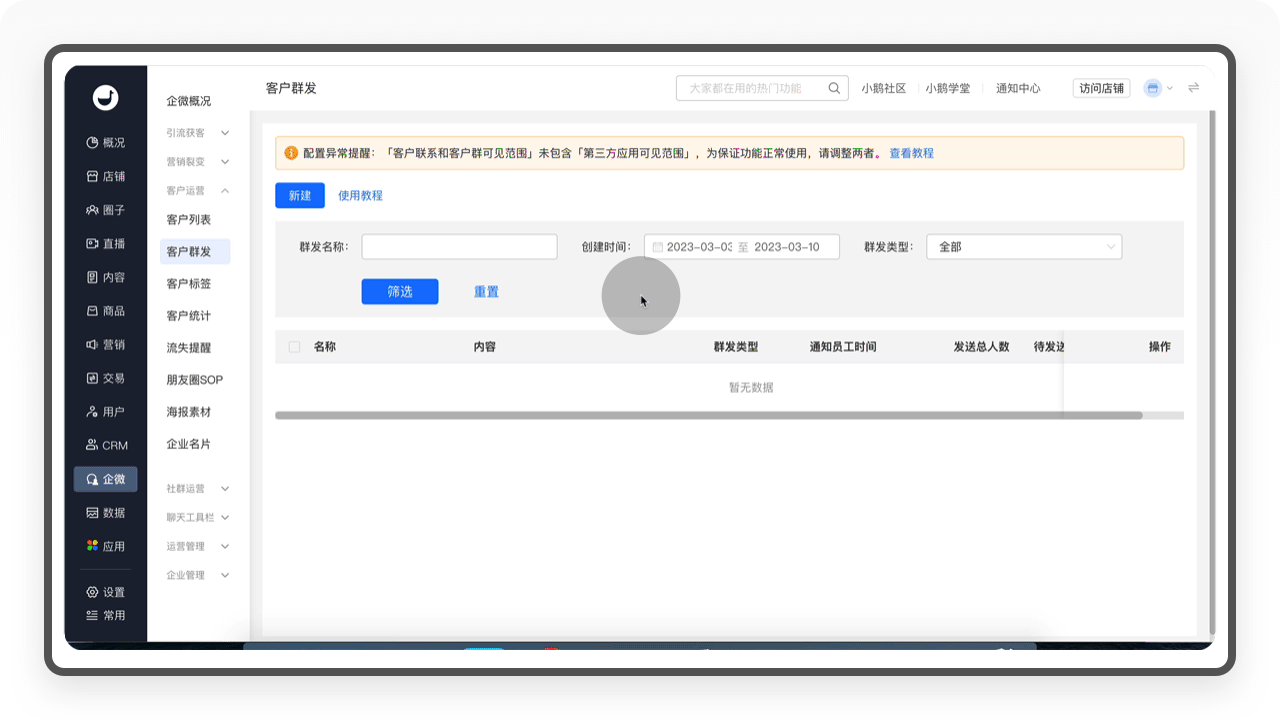 客户群发
大家都在用的热门功能
小鹅社区
小鹅学堂
通知中心
访问店铺
概况
店铺
圈子
直播
内容
商品
营销
交易
用户
CRM
企微
数据
应用
设置
常用
企微概况
引流获客
营销裂变
客户运营
客户列表
客户群发
客户标签
客户统计
流失提醒
朋友圈SOP
海报素材
企业名片
社群运营
聊天工具栏
运营管理
企业管理
配置异常提醒：「客户联系和客户群可见范围」未包含「第三方应用可见范围」，为保证功能正常使用，请调整两者。 查看教程
新建 使用教程
群发名称： 创建时间： 2023-03-03 至 2023-03-10 群发类型： 全部
筛选 重置
名称 内容 群发类型 通知员工时间 发送总人数 待发送 操作
暂无数据